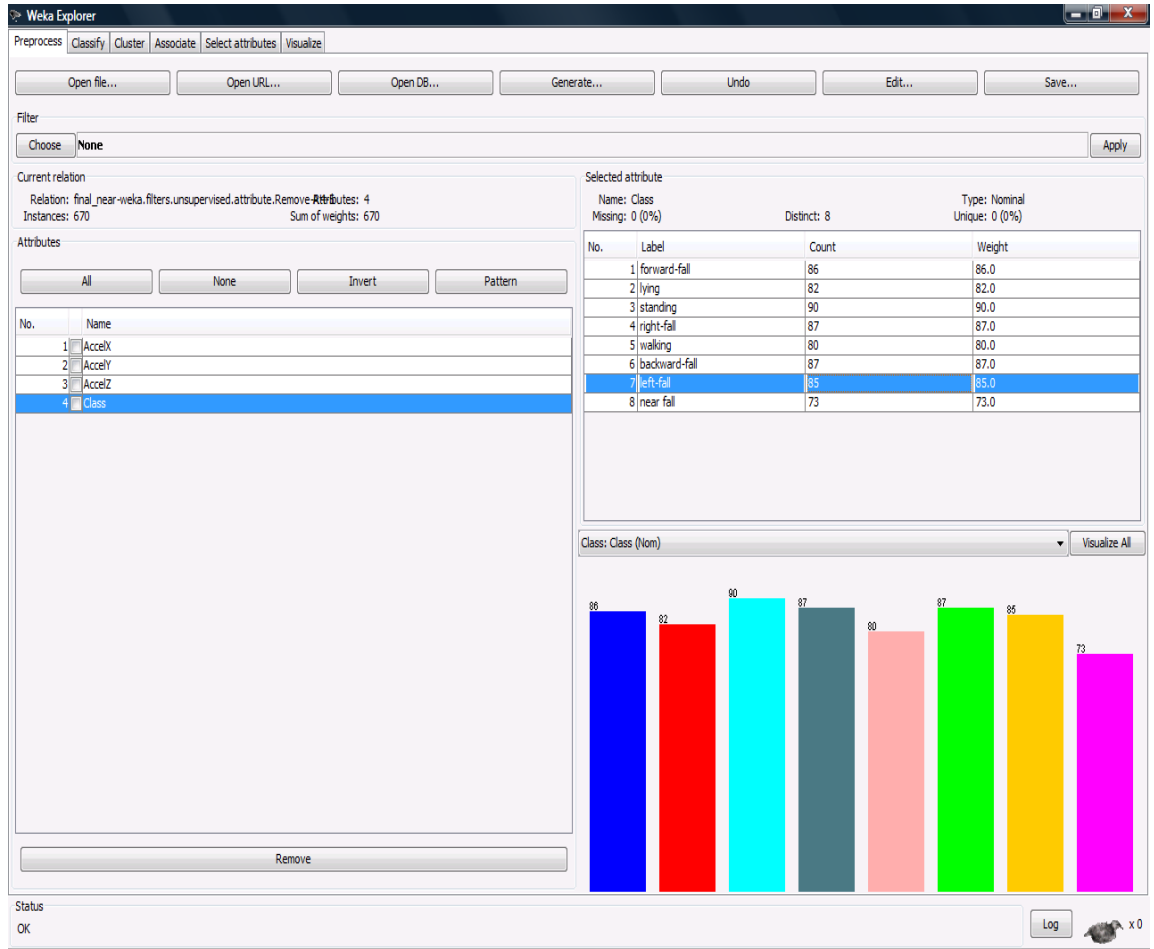 Weka Explorer
Preprocess Classify Cluster Associate Select attributes Visualize
Open file... Open URL... Open DB... Generate... Undo Edit... Save...
Filter
Choose None Apply
Current relation
Relation: final_near-weka.filters.unsupervised.attribute.Remove- Attributes: 4
Instances: 670 Sum of weights: 670
Attributes
All None Invert Pattern
No. Name
1 AccelX
2 AccelY
3 AccelZ
4 Class
Remove
Selected attribute
Name: Class Type: Nominal
Missing: 0 (0%) Distinct: 8 Unique: 0 (0%)
No. Label Count Weight
1 forward-fall 86 86.0
2 lying 82 82.0
3 standing 90 90.0
4 right-fall 87 87.0
5 walking 80 80.0
6 backward-fall 87 87.0
7 left-fall 85 85.0
8 near fall 73 73.0
Class: Class (Nom) Visualize All
86 82 90 87 80 87 85 73
Status
OK
Log x 0